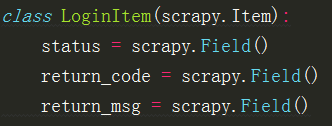 class LoginItem(scrapy.Item):
    status = scrapy.Field()
    return_code = scrapy.Field()
    return_msg = scrapy.Field()